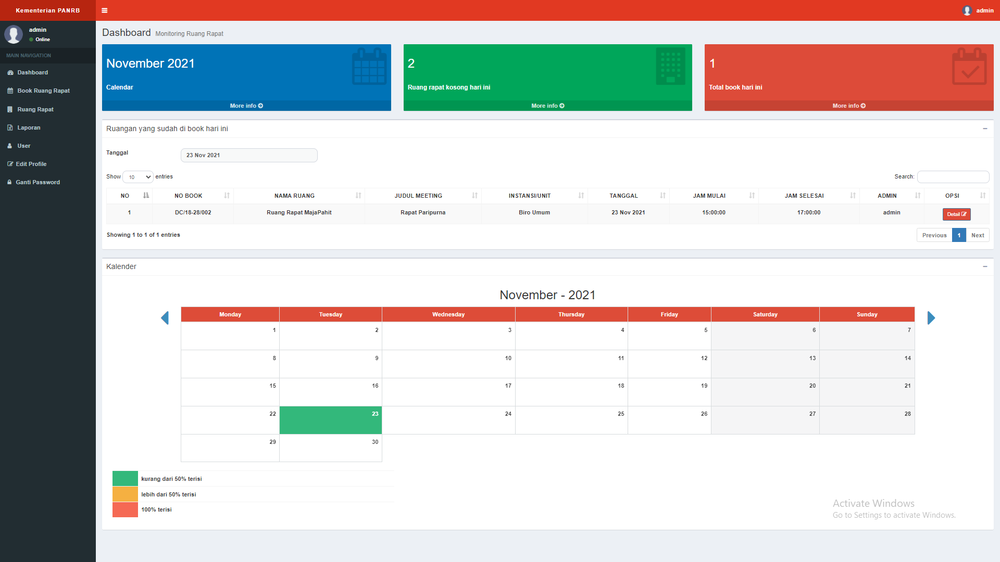 Kementerian PANRB
admin
admin
Online
MAIN NAVIGATION
Dashboard
Book Ruang Rapat
Ruang Rapat
Laporan
User
Edit Profile
Ganti Password
Dashboard Monitoring Ruang Rapat
November 2021
Calendar
More info
2
Ruang rapat kosong hari ini
More info
1
Total book hari ini
More info
Ruangan yang sudah di book hari ini
Tanggal 23 Nov 2021
Show 10 entries Search:
NO NO BOOK NAMA RUANG JUDUL MEETING INSTANSI/UNIT TANGGAL JAM MULAI JAM SELESAI ADMIN OPSI
1 DC/18-28/002 Ruang Rapat MajaPahit Rapat Paripurna Biro Umum 23 Nov 2021 15:00:00 17:00:00 admin Detail
Showing 1 to 1 of 1 entries Previous 1 Next
Kalender
November - 2021
Monday Tuesday Wednesday Thursday Friday Saturday Sunday
1 2 3 4 5 6 7
8 9 10 11 12 13 14
15 16 17 18 19 20 21
22 23 24 25 26 27 28
29 30
kurang dari 50% terisi
lebih dari 50% terisi
100% terisi
Activate Windows
Go to Settings to activate Windows.